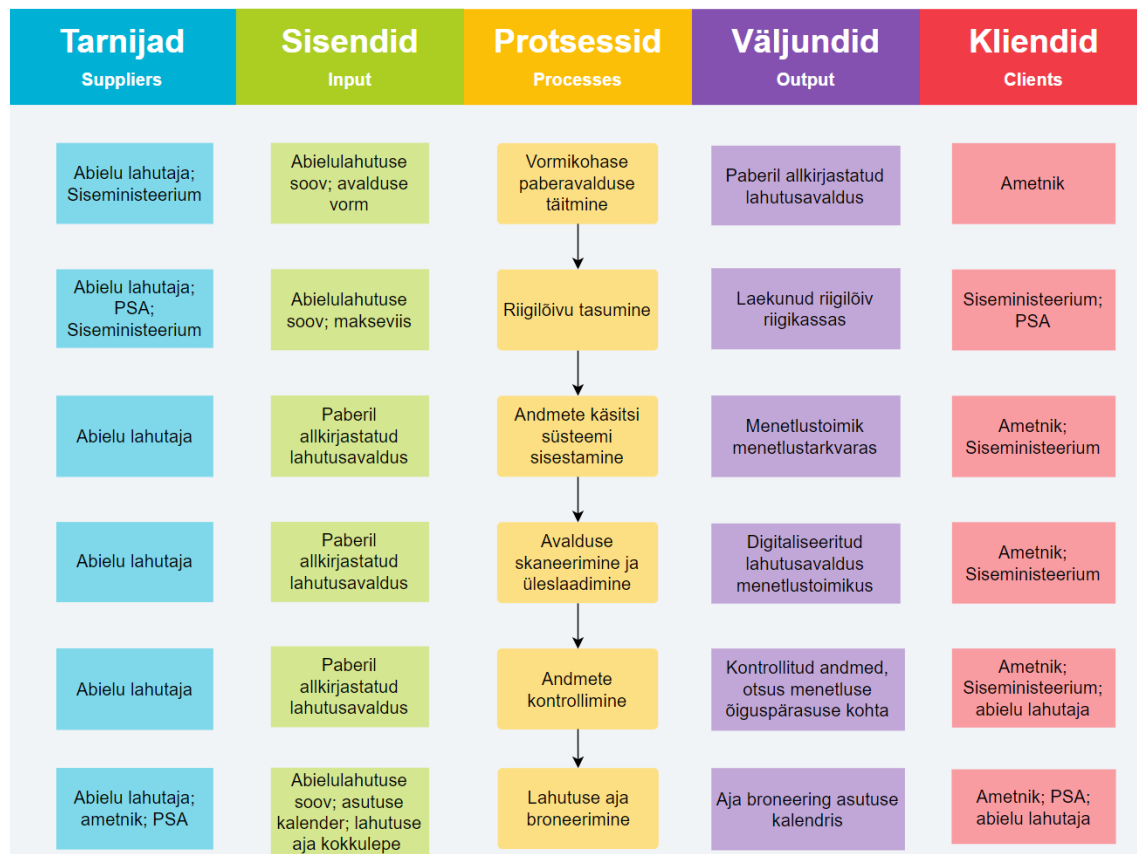 Tarnijad
Suppliers
Sisendid
Input
Protsessid
Processes
Väljundid
Output
Kliendid
Clients
Abielu lahutaja;
Siseministeerium
Abielulahutuse
soov; avalduse
vorm
Vormikohase
paberavalduse
täitmine
Paberil allkirjastatud
lahutusavaldus
Ametnik
Abielu lahutaja;
PSA;
Siseministeerium
Abielulahutuse
soov; makseviis
Riigilõivu tasumine
Laekunud riigilõiv
riigikassas
Siseministeerium;
PSA
Abielu lahutaja
Paberil
allkirjastatud
lahutusavaldus
Andmete käsitsi
süsteemi
sisestamine
Menetlustoimik
menetlustarkvaras
Ametnik;
Siseministeerium
Abielu lahutaja
Paberil
allkirjastatud
lahutusavaldus
Avalduse
skaneerimine ja
üleslaadimine
Digitaliseeritud
lahutusavaldus
menetlustoimikus
Ametnik;
Siseministeerium
Abielu lahutaja
Paberil
allkirjastatud
lahutusavaldus
Andmete
kontrollimine
Kontrollitud andmed,
otsus menetluse
õiguspärasuse kohta
Ametnik;
Siseministeerium;
abielu lahutaja
Abielu lahutaja;
ametnik; PSA
Abielulahutuse
soov; asutuse
kalender; lahutuse
aja kokkulepe
Lahutuse aja
broneerimine
Aja broneering asutuse
kalendris
Ametnik; PSA;
abielu lahutaja